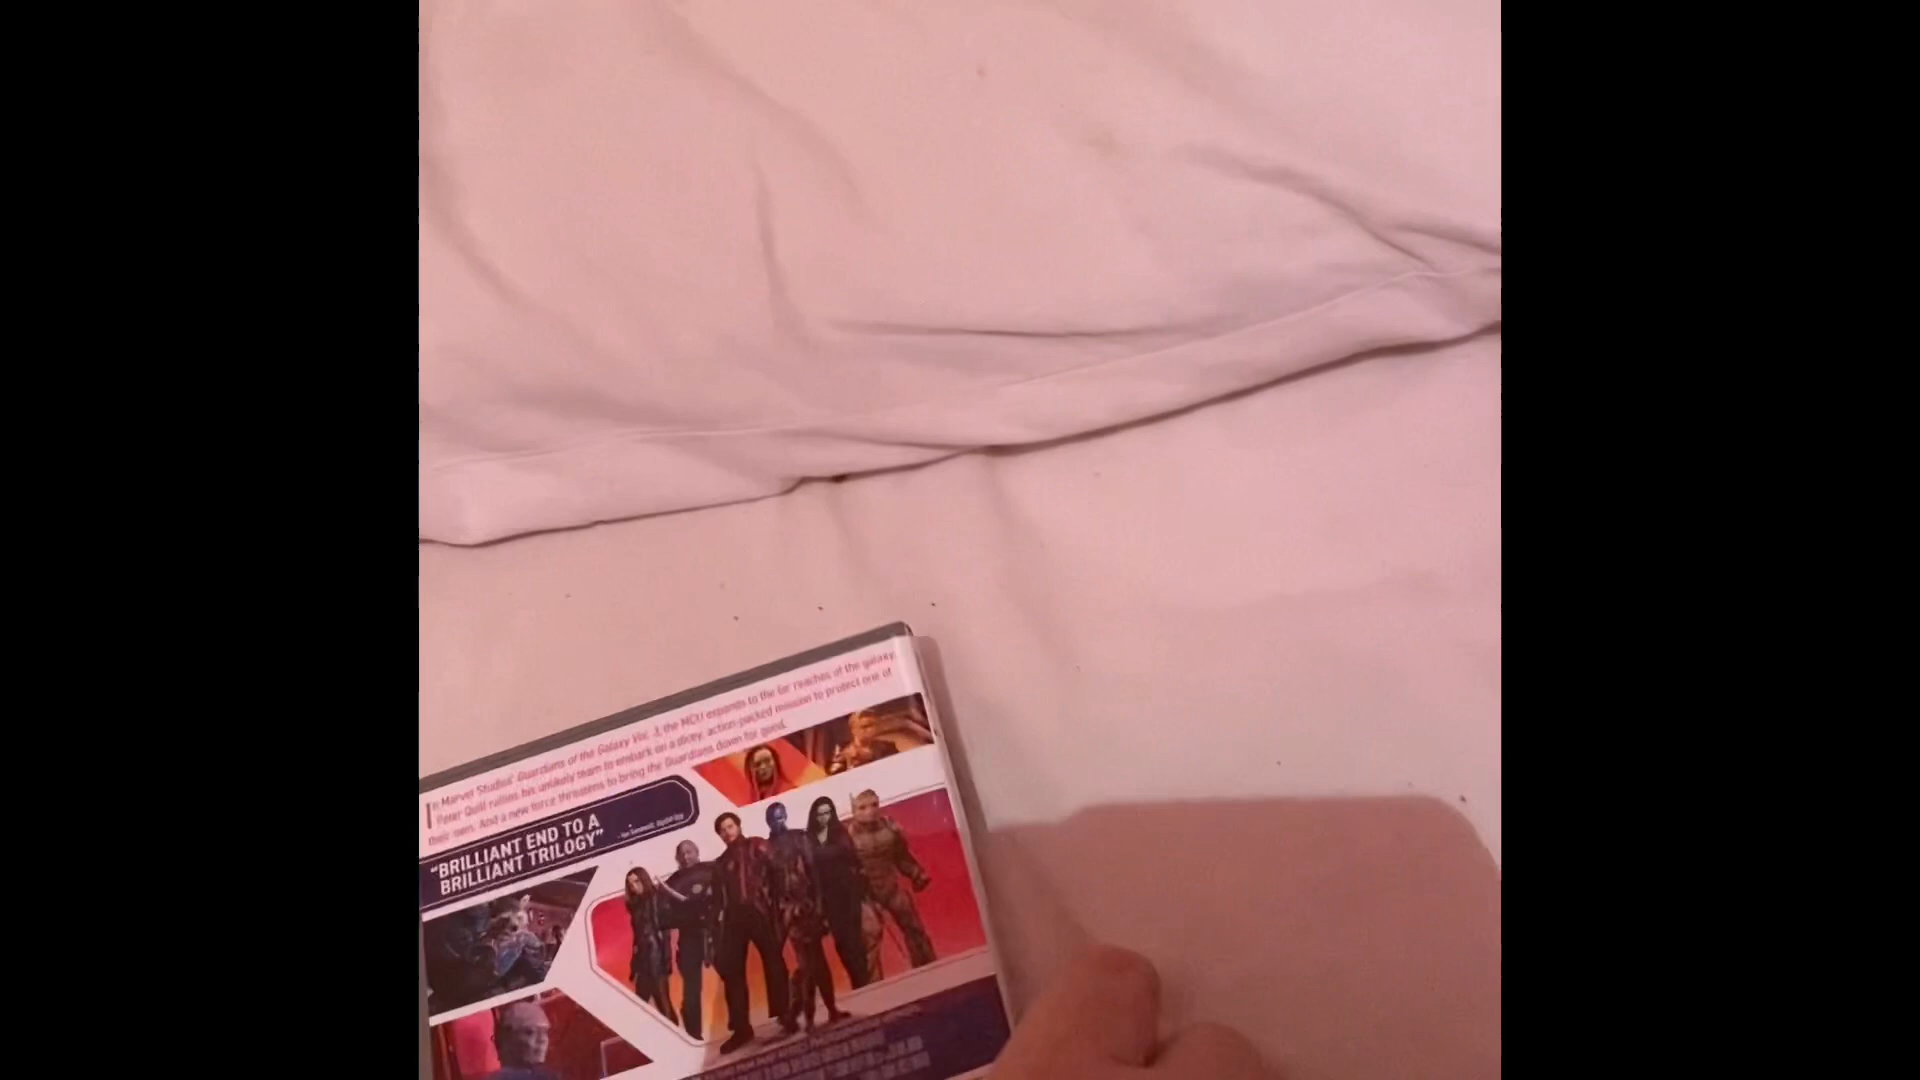 In Marvel Studios' Guardians of the Galaxy Vol. 3, the MCU expands to the far reaches of the galaxy,
Peter Quill rallies his unlikely team to embark on a dicey, action-packed mission to protect one of
their own. And a new force threatens to bring the Guardians down for good.
"BRILLIANT END TO A
BRILLIANT TRILOGY"